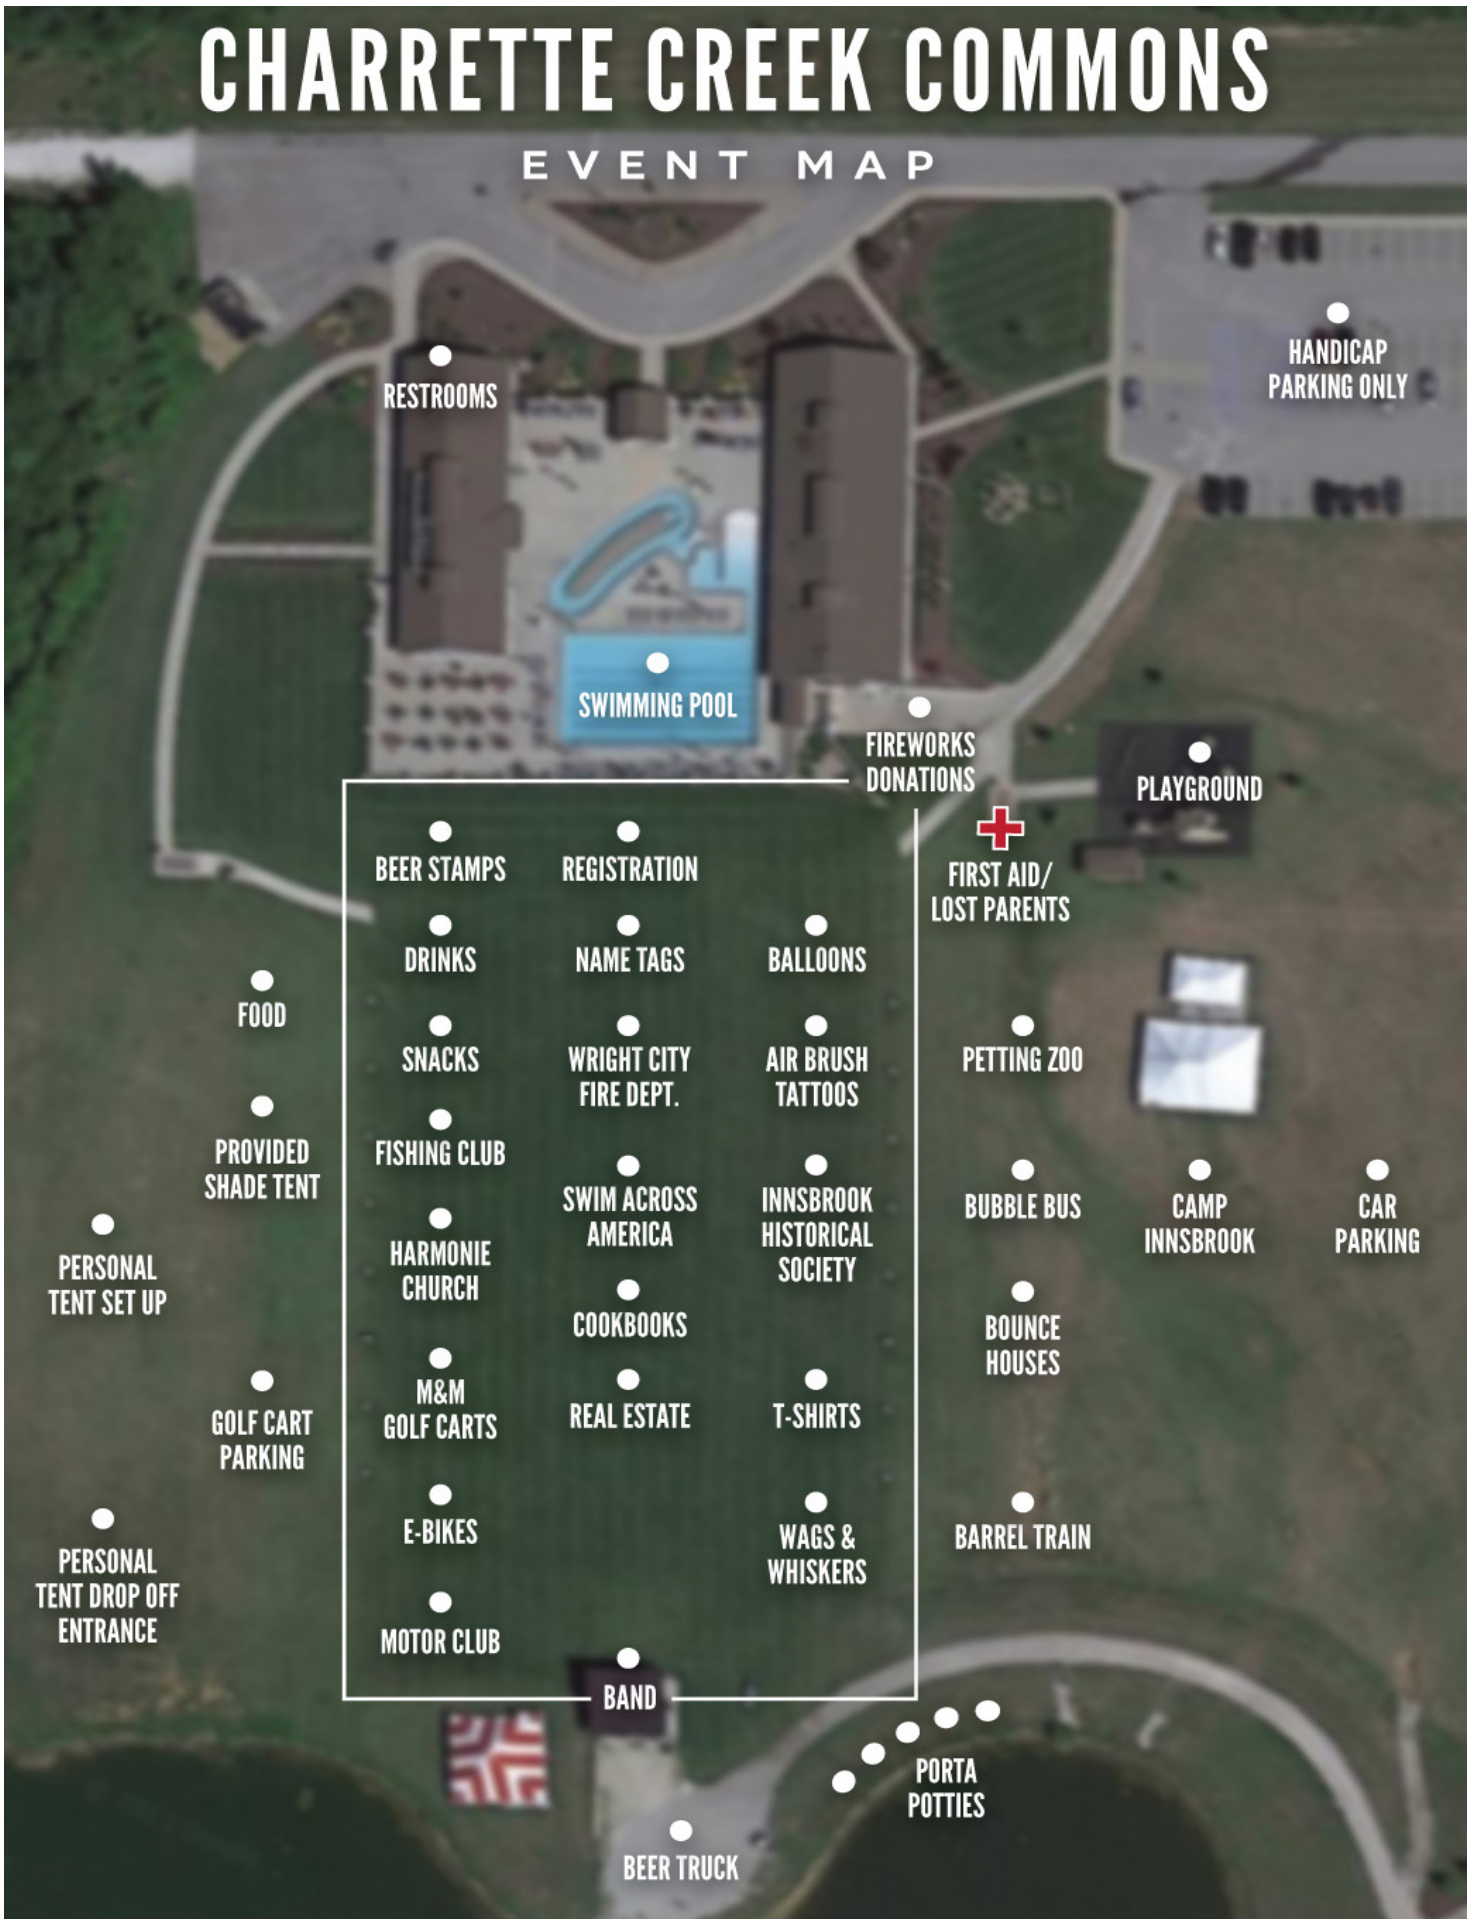 CHARRETTE CREEK COMMONS
EVENT MAP
HANDICAP
PARKING ONLY
RESTROOMS
SWIMMING POOL
FIREWORKS
DONATIONS
PLAYGROUND
BEER STAMPS
REGISTRATION
FIRST AID/
LOST PARENTS
DRINKS
NAME TAGS
BALLOONS
FOOD
SNACKS
WRIGHT CITY
FIRE DEPT.
AIR BRUSH
TATTOOS
PETTING ZOO
PROVIDED
SHADE TENT
FISHING CLUB
SWIM ACROSS
AMERICA
INNSBROOK
HISTORICAL
SOCIETY
BUBBLE BUS
CAMP
INNSBROOK
CAR
PARKING
PERSONAL
TENT SET UP
HARMONIE
CHURCH
COOKBOOKS
BOUNCE
HOUSES
GOLF CART
PARKING
M&M
GOLF CARTS
REAL ESTATE
T-SHIRTS
PERSONAL
TENT DROP OFF
ENTRANCE
E-BIKES
WAGS &
WHISKERS
BARREL TRAIN
MOTOR CLUB
BAND
PORTA
POTTIES
BEER TRUCK